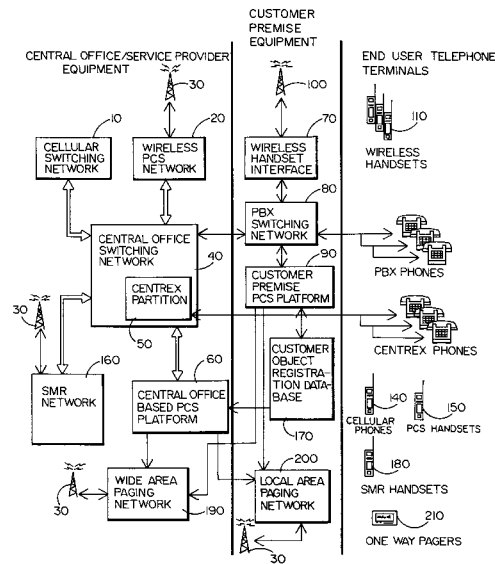 CUSTOMER
PREMISE
EQUIPMENT
CENTRAL OFFICE/SERVICE PROVIDER
EQUIPMENT
END USER TELEPHONE
TERMINALS
30
100
10
20
70
110
CELLULAR
SWITCHING
NETWORK
WIRELESS
PCS
NETWORK
WIRELESS
HANDSET
INTERFACE
WIRELESS
HANDSETS
80
PBX
SWITCHING
NETWORK
CENTRAL OFFICE
SWITCHING
NETWORK
40
90
PBX PHONES
CENTREX
PARTITION
CUSTOMER
PREMISE
PCS PLATFORM
30
50
CENTREX PHONES
160
60
SMR
NETWORK
CENTRAL OFFICE
BASED PCS
PLATFORM
CUSTOMER
OBJECT
REGISTRA-
TION DATA-
BASE
140
150
CELLULAR
PHONES
PCS HANDSETS
170
200
180
WIDE AREA
PAGING
NETWORK
LOCAL AREA
PAGING
NETWORK
SMR HANDSETS
30
190
210
30
ONE WAY PAGERS